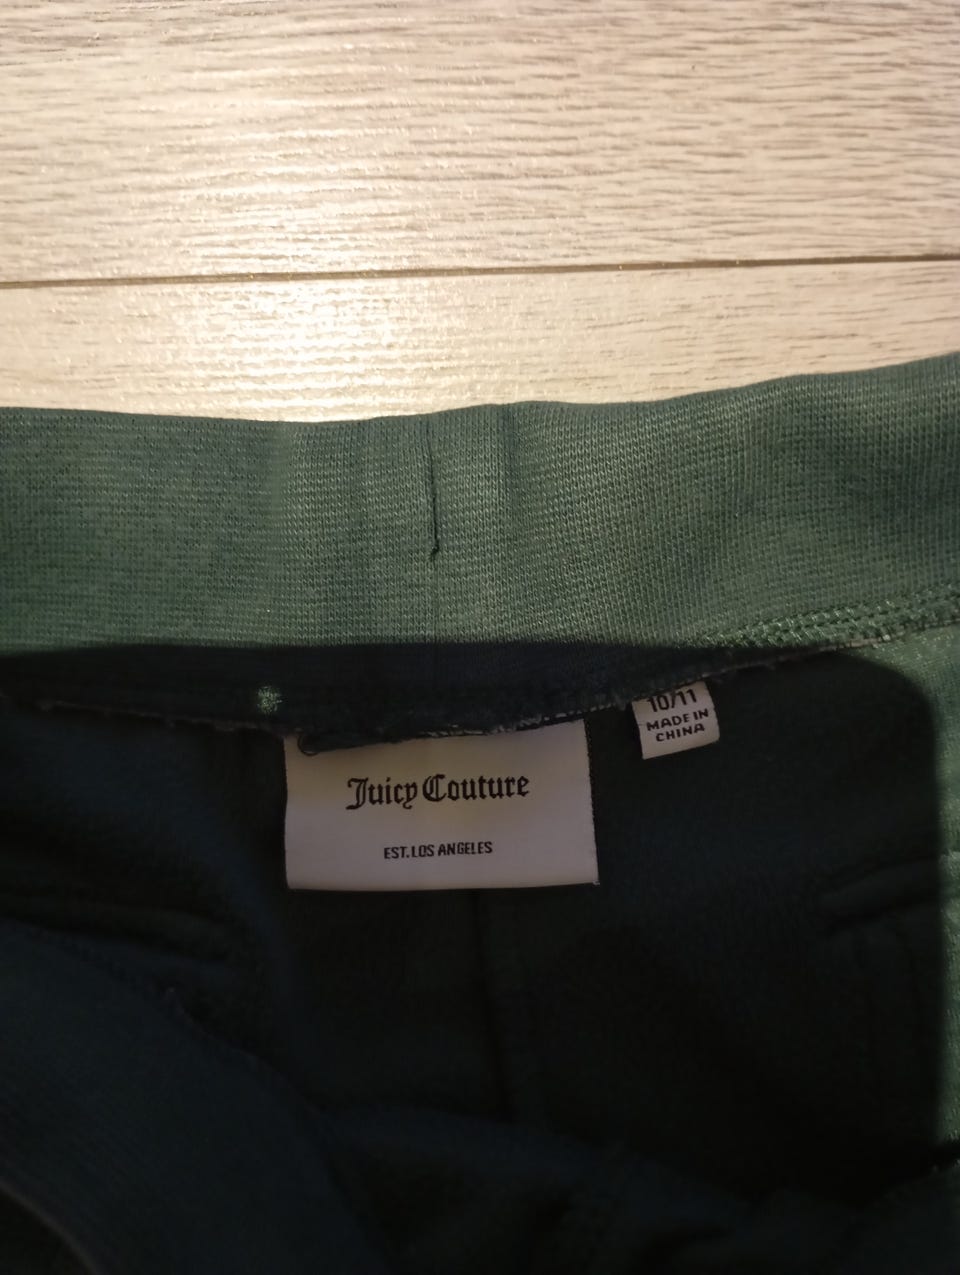 10/11
MADE IN
CHINA
Juicy Couture
EST. LOS ANGELES